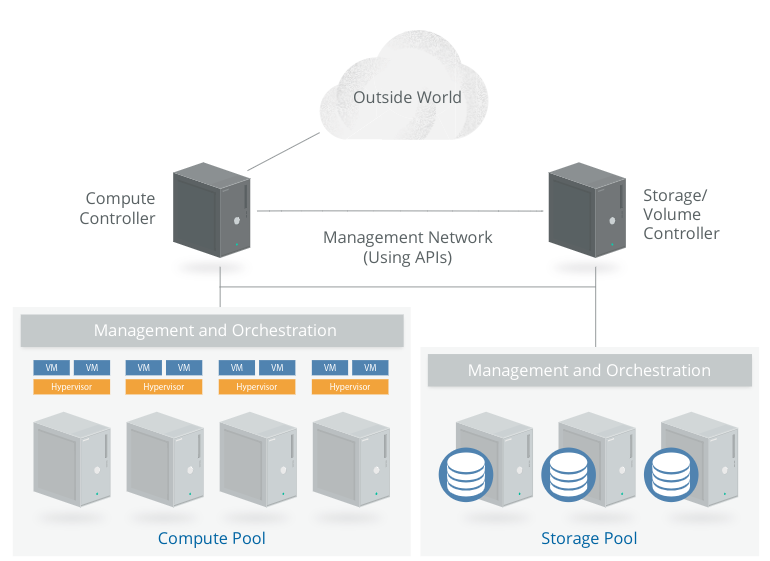 Outside World
Compute
Controller
Storage/
Volume
Controller
Management Network
(Using APIs)
Management and Orchestration
VM VM VM VM VM VM VM VM
Hypervisor Hypervisor Hypervisor Hypervisor
Compute Pool
Management and Orchestration
Storage Pool